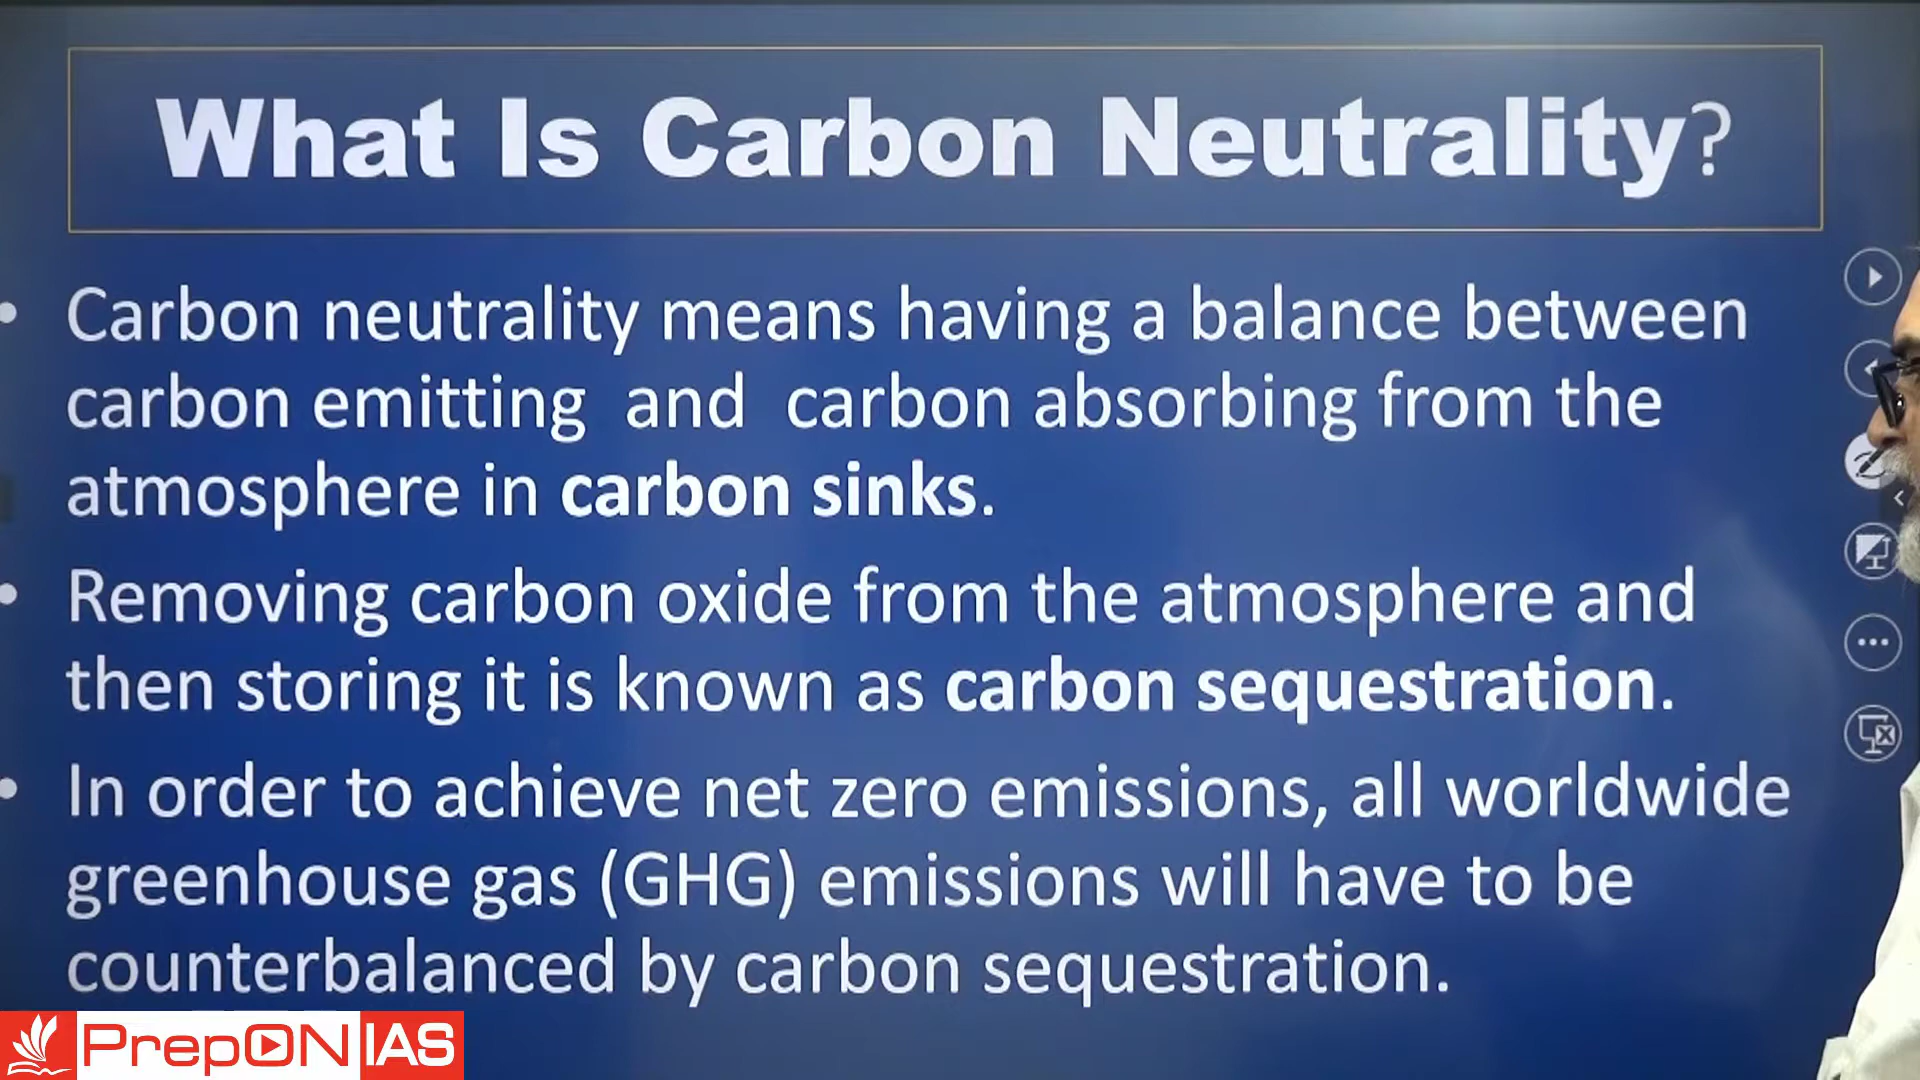 What Is Carbon Neutrality?
• Carbon neutrality means having a balance between
carbon emitting and carbon absorbing from the
atmosphere in carbon sinks.
• Removing carbon oxide from the atmosphere and
then storing it is known as carbon sequestration.
• In order to achieve net zero emissions, all worldwide
greenhouse gas (GHG) emissions will have to be
counterbalanced by carbon sequestration.
PrepON IAS